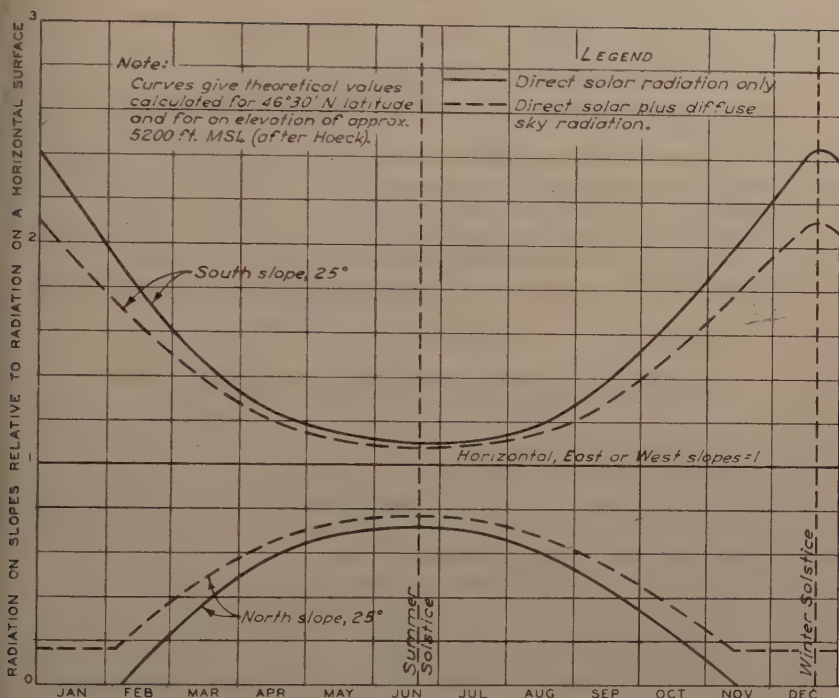 3
2
1
0
RADIATION ON SLOPES RELATIVE TO RADIATION ON A HORIZONTAL SURFACE
Note:
Curves give theoretical values
calculated for 46°30' N latitude
and for an elevation of approx.
5200 ft. MSL (after Hoeck).
LEGEND
Direct solar radiation only
Direct solar plus diffuse
sky radiation.
South slope, 25°
Horizontal, East or West slopes=1
North slope, 25°
Summer
Solstice
Winter Solstice
JAN FEB MAR APR MAY JUN JUL AUG SEP OCT NOV DEC